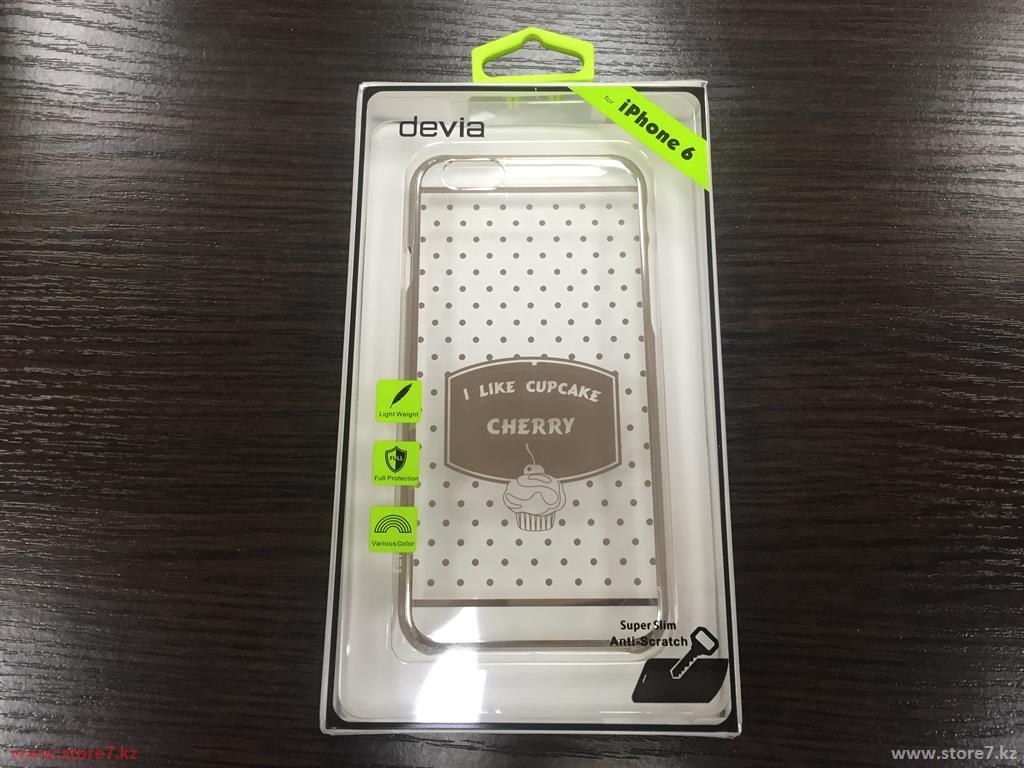 devia
for iPhone 6
I LIKE CUPCAKE
CHERRY
Light Weight
FULL
Full Protection
Various Color
Super Slim
Anti-Scratch
www.store7.kz
www.store7.kz